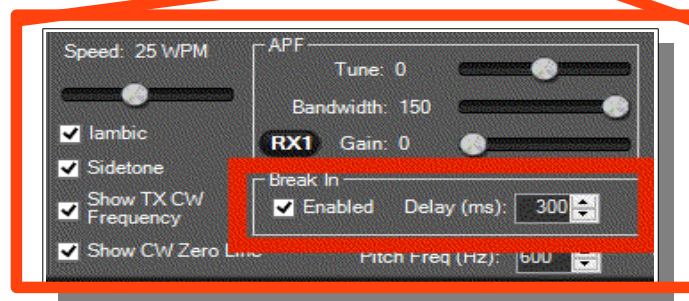 Speed: 25 WPM
Iambic
Sidetone
Show TX CW
Frequency
Show CW Zero Line
APF
Tune: 0
Bandwidth: 150
RX1 Gain: 0
Break In
Enabled Delay (ms): 300
Pitch Freq (Hz): 600